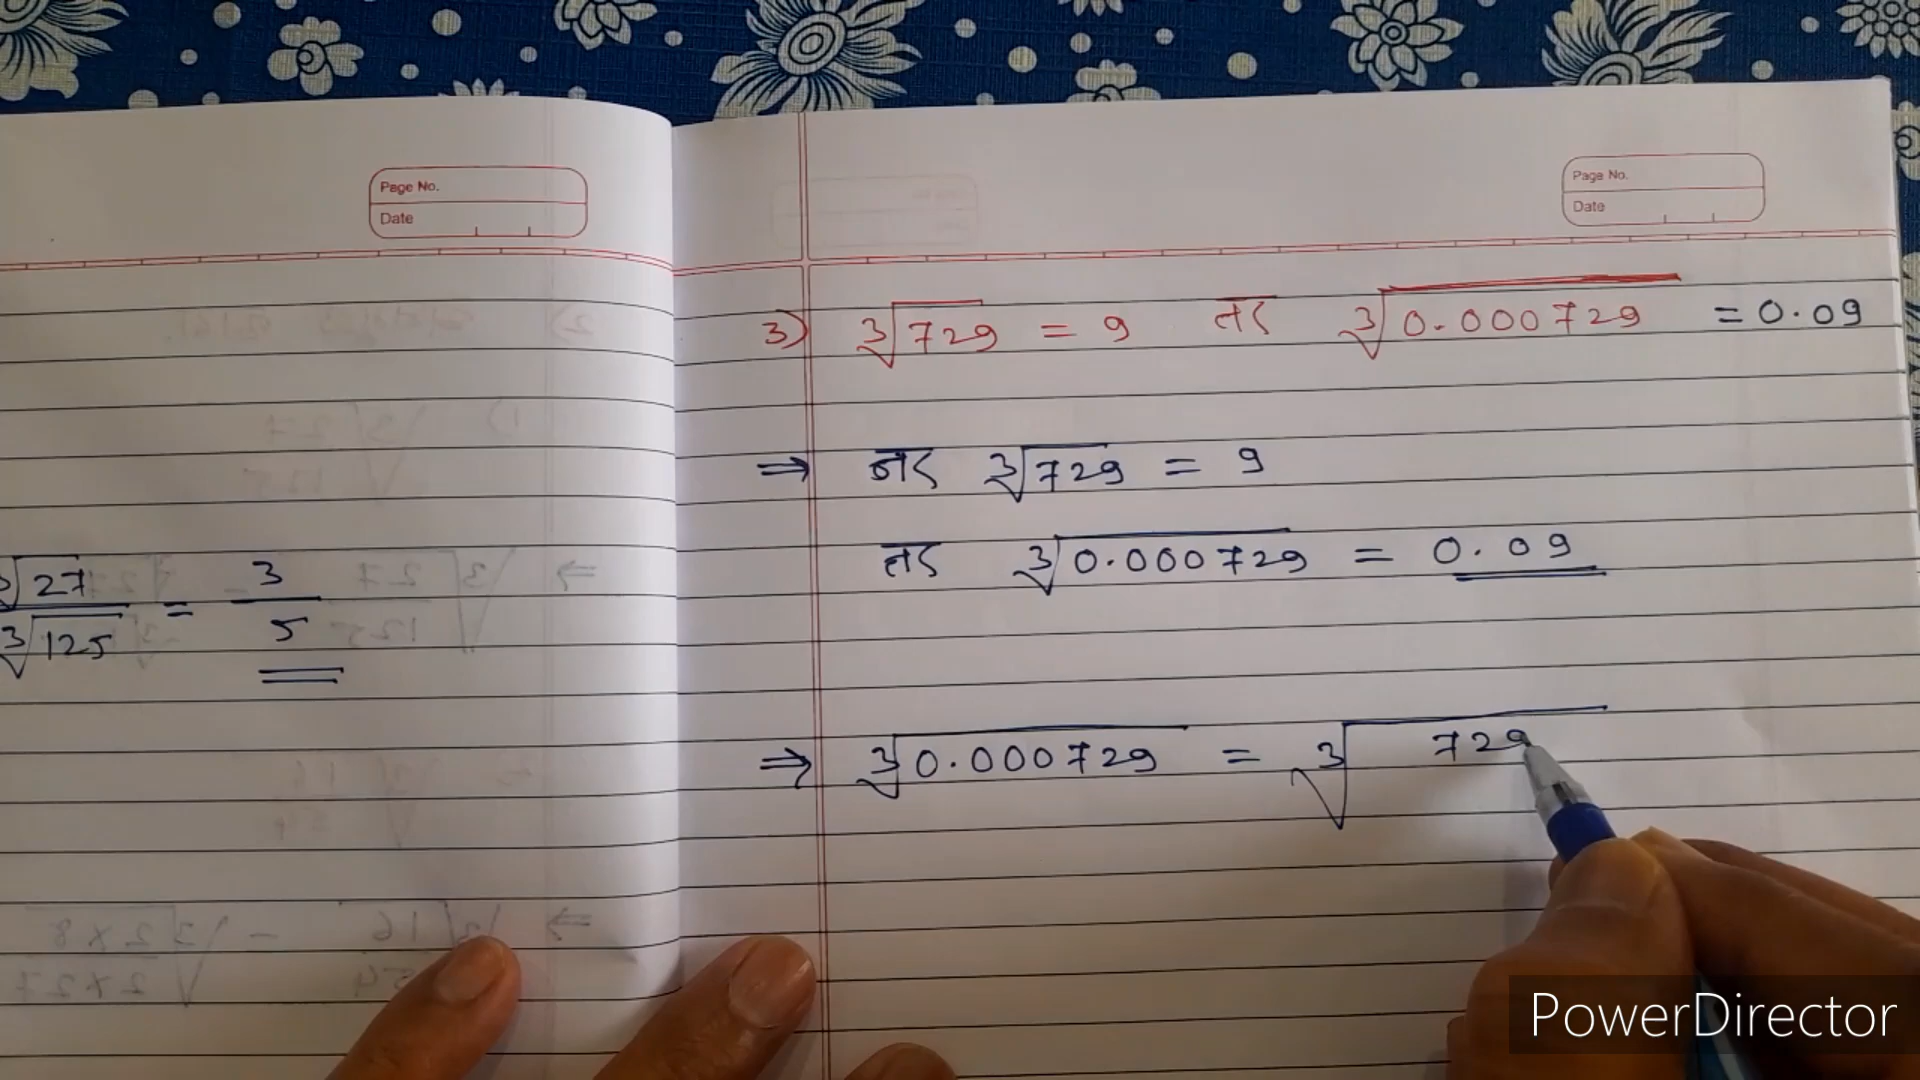 Page No.
Date
∛27 / ∛125 = 3/5
Page No.
Date
3) ∛729 = 9 तर ∛0.000729 = 0.09
⇒ जर ∛729 = 9
तर ∛0.000729 = 0.09
⇒ ∛0.000729 = ∛729
PowerDirector